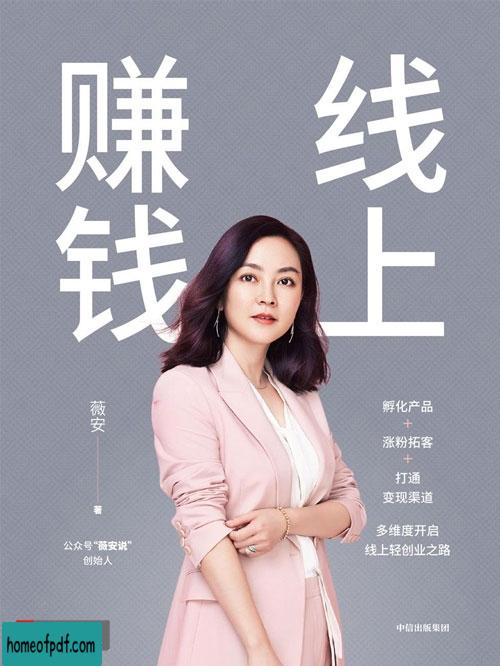 线上
赚钱
薇安
著
公众号“薇安说”
创始人
孵化产品
+
涨粉拓客
+
打通
变现渠道
多维度开启
线上轻创业之路
中信出版集团
homeofpdf.com